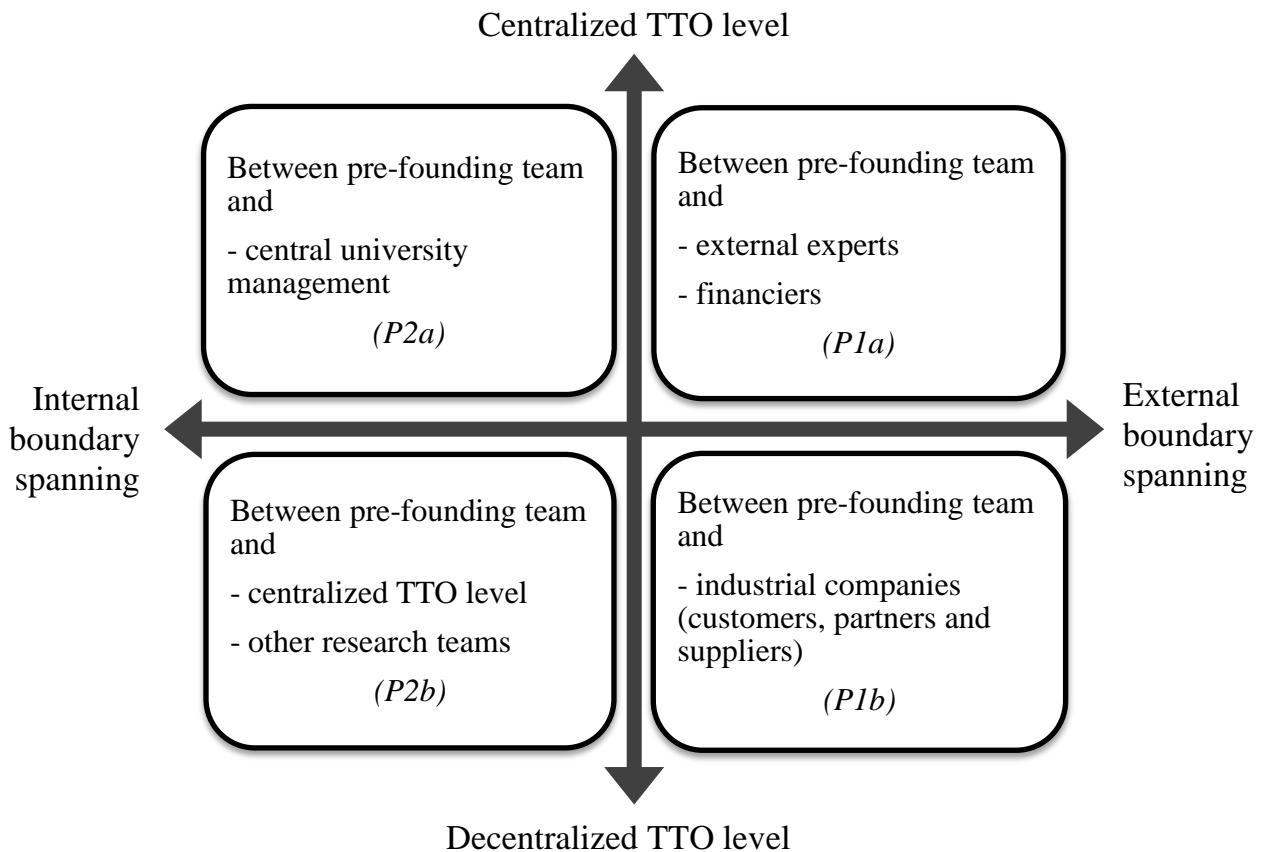 Centralized TTO level
Between pre-founding team
and
- central university
management
(P2a)
Between pre-founding team
and
- external experts
- financiers
(P1a)
Internal
boundary
spanning
External
boundary
spanning
Between pre-founding team
and
- centralized TTO level
- other research teams
(P2b)
Between pre-founding team
and
- industrial companies
(customers, partners and
suppliers)
(P1b)
Decentralized TTO level